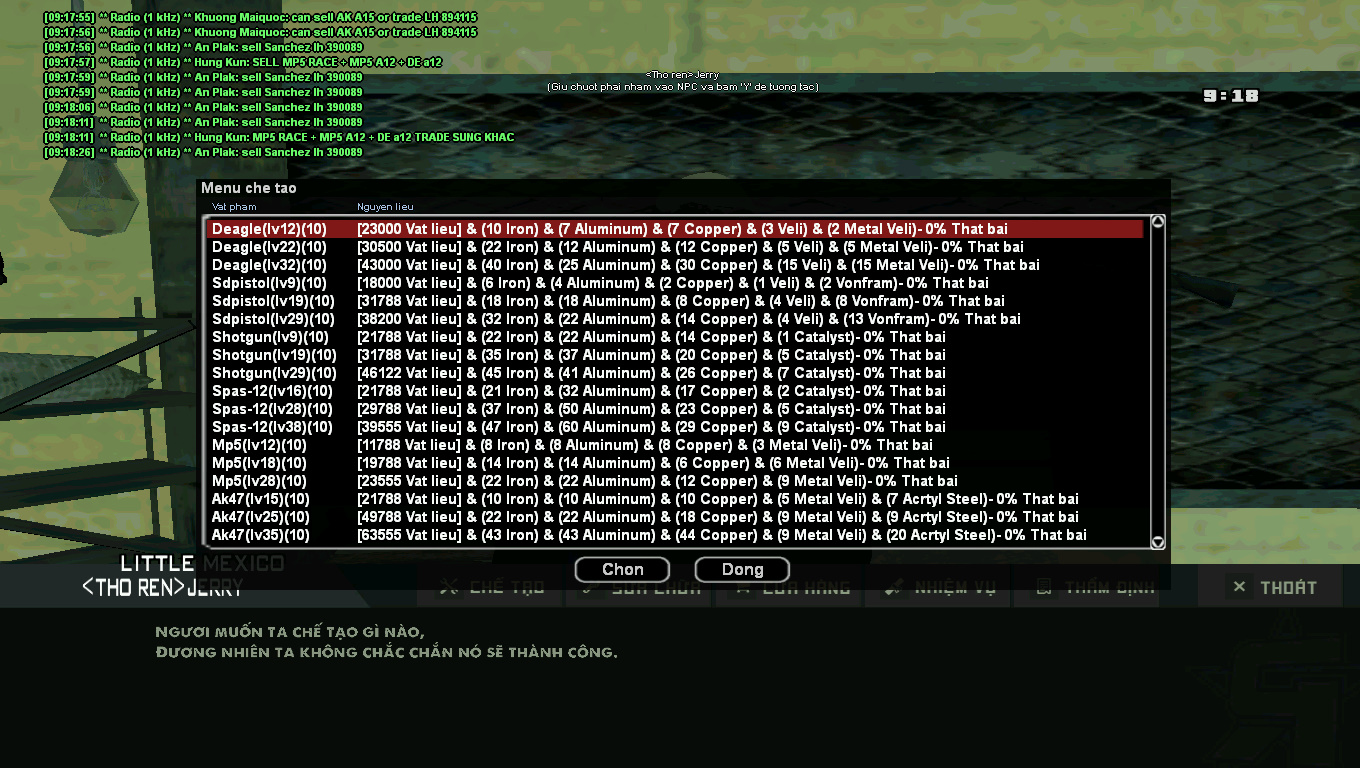 [09:17:55] ** Radio (1 kHz) ** Khuong Maiquoc: can sell AK A15 or trade LH 894115
[09:17:56] ** Radio (1 kHz) ** Khuong Maiquoc: can sell AK A15 or trade LH 894115
[09:17:56] ** Radio (1 kHz) ** An Plak: sell Sanchez lh 390089
[09:17:57] ** Radio (1 kHz) ** Hung Kun: SELL MP5 RACE + MP5 A12 + DE a12
[09:17:59] ** Radio (1 kHz) ** An Plak: sell Sanchez lh 390089
[09:17:59] ** Radio (1 kHz) ** An Plak: sell Sanchez lh 390089
[09:18:06] ** Radio (1 kHz) ** An Plak: sell Sanchez lh 390089
[09:18:11] ** Radio (1 kHz) ** An Plak: sell Sanchez lh 390089
[09:18:11] ** Radio (1 kHz) ** Hung Kun: MP5 RACE + MP5 A12 + DE a12 TRADE SUNG KHAC
[09:18:26] ** Radio (1 kHz) ** An Plak: sell Sanchez lh 390089
<Tho ren>Jerry
(Giu chuot phai nham vao NPC va bam 'Y' de tuong tac)
9:18
Menu che tao
Vat pham Nguyen lieu
Deagle(lv12)(10) [23000 Vat lieu] & (10 Iron) & (7 Aluminum) & (7 Copper) & (3 Veli) & (2 Metal Veli)- 0% That bai
Deagle(lv22)(10) [30500 Vat lieu] & (22 Iron) & (12 Aluminum) & (12 Copper) & (5 Veli) & (5 Metal Veli)- 0% That bai
Deagle(lv32)(10) [43000 Vat lieu] & (40 Iron) & (25 Aluminum) & (30 Copper) & (15 Veli) & (15 Metal Veli)- 0% That bai
Sdpistol(lv9)(10) [18000 Vat lieu] & (6 Iron) & (4 Aluminum) & (2 Copper) & (1 Veli) & (2 Vonfram)- 0% That bai
Sdpistol(lv19)(10) [31788 Vat lieu] & (18 Iron) & (18 Aluminum) & (8 Copper) & (4 Veli) & (8 Vonfram)- 0% That bai
Sdpistol(lv29)(10) [38200 Vat lieu] & (32 Iron) & (22 Aluminum) & (14 Copper) & (4 Veli) & (13 Vonfram)- 0% That bai
Shotgun(lv9)(10) [21788 Vat lieu] & (22 Iron) & (22 Aluminum) & (14 Copper) & (1 Catalyst)- 0% That bai
Shotgun(lv19)(10) [31788 Vat lieu] & (35 Iron) & (37 Aluminum) & (20 Copper) & (5 Catalyst)- 0% That bai
Shotgun(lv29)(10) [46122 Vat lieu] & (45 Iron) & (41 Aluminum) & (26 Copper) & (7 Catalyst)- 0% That bai
Spas-12(lv16)(10) [21788 Vat lieu] & (21 Iron) & (32 Aluminum) & (17 Copper) & (2 Catalyst)- 0% That bai
Spas-12(lv28)(10) [29788 Vat lieu] & (37 Iron) & (50 Aluminum) & (23 Copper) & (5 Catalyst)- 0% That bai
Spas-12(lv38)(10) [39555 Vat lieu] & (47 Iron) & (60 Aluminum) & (29 Copper) & (9 Catalyst)- 0% That bai
Mp5(lv12)(10) [11788 Vat lieu] & (8 Iron) & (8 Aluminum) & (8 Copper) & (3 Metal Veli)- 0% That bai
Mp5(lv18)(10) [19788 Vat lieu] & (14 Iron) & (14 Aluminum) & (6 Copper) & (6 Metal Veli)- 0% That bai
Mp5(lv28)(10) [23555 Vat lieu] & (22 Iron) & (22 Aluminum) & (12 Copper) & (9 Metal Veli)- 0% That bai
Ak47(lv15)(10) [21788 Vat lieu] & (10 Iron) & (10 Aluminum) & (10 Copper) & (5 Metal Veli) & (7 Acrtyl Steel)- 0% That bai
Ak47(lv25)(10) [49788 Vat lieu] & (22 Iron) & (22 Aluminum) & (18 Copper) & (9 Metal Veli) & (9 Acrtyl Steel)- 0% That bai
Ak47(lv35)(10) [63555 Vat lieu] & (43 Iron) & (43 Aluminum) & (44 Copper) & (9 Metal Veli) & (20 Acrtyl Steel)- 0% That bai
Chon Dong
LITTLE MEXICO
<THO REN>JERRY
CHẾ TẠO SỬA CHỮA CỬA HÀNG NHIỆM VỤ THẨM ĐỊNH × THOÁT
NGƯƠI MUỐN TA CHẾ TẠO GÌ NÀO,
ĐƯƠNG NHIÊN TA KHÔNG CHẮC CHẮN NÓ SẼ THÀNH CÔNG.